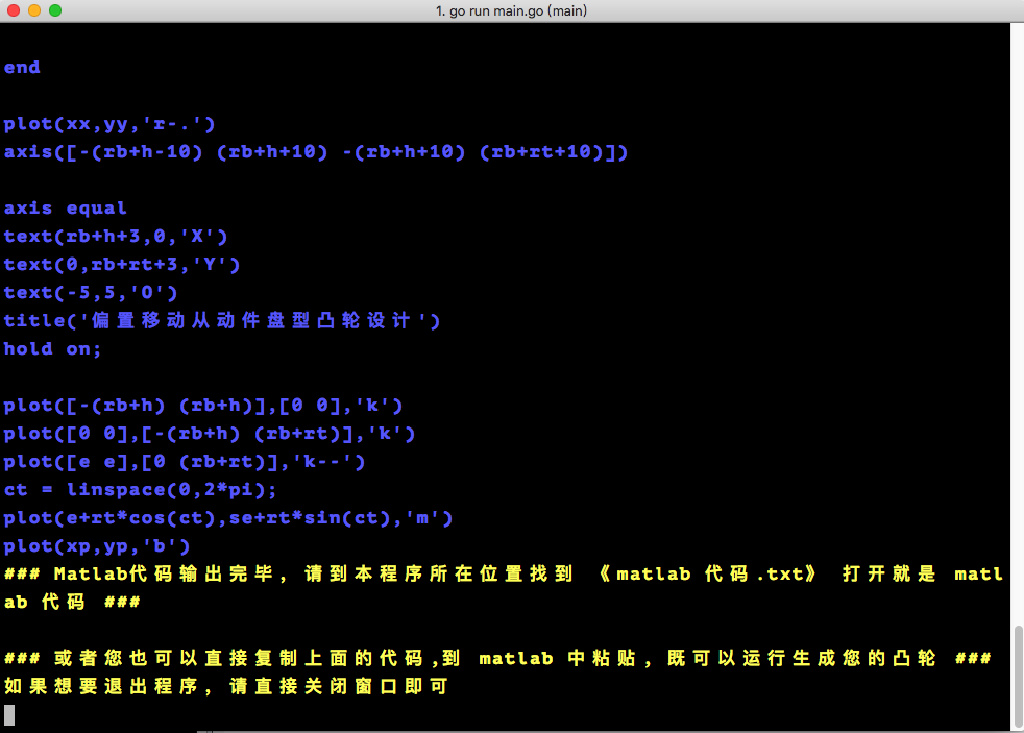 1. go run main.go (main)
end
plot(xx,yy,'r-.')
axis([-(rb+h-10) (rb+h+10) -(rb+h+10) (rb+rt+10)])
axis equal
text(rb+h+3,0,'X')
text(0,rb+rt+3,'Y')
text(-5,5,'O')
title('偏置移动从动件盘型凸轮设计')
hold on;
plot([-(rb+h) (rb+h)],[0 0],'k')
plot([0 0],[-(rb+h) (rb+rt)],'k')
plot([e e],[0 (rb+rt)],'k--')
ct = linspace(0,2*pi);
plot(e+rt*cos(ct),se+rt*sin(ct),'m')
plot(xp,yp,'b')
### Matlab代码输出完毕，请到本程序所在位置找到 《matlab 代码.txt》 打开就是 matl
ab 代码 ###
### 或者您也可以直接复制上面的代码,到 matlab 中粘贴，既可以运行生成您的凸轮 ###
如果想要退出程序，请直接关闭窗口即可